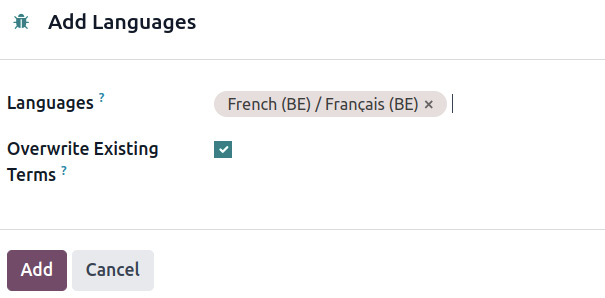 Add Languages
Languages ?
French (BE) / Français (BE) ×
Overwrite Existing
Terms ?
Add
Cancel